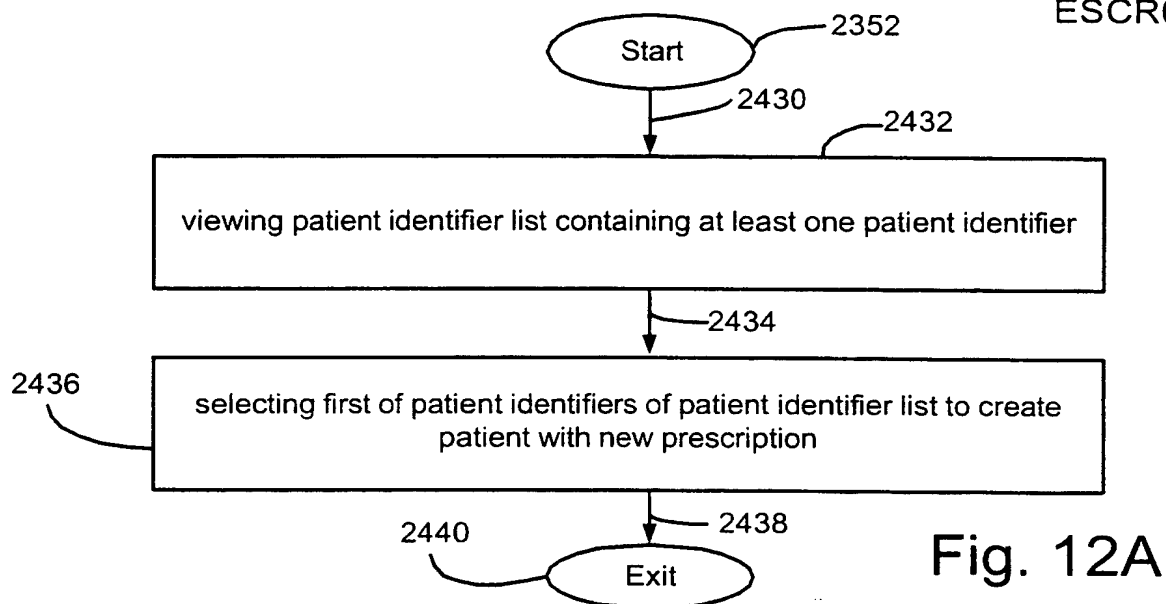 2352
Start
2430
2432
viewing patient identifier list containing at least one patient identifier
2434
2436
selecting first of patient identifiers of patient identifier list to create
patient with new prescription
2438
2440
Exit
Fig. 12A